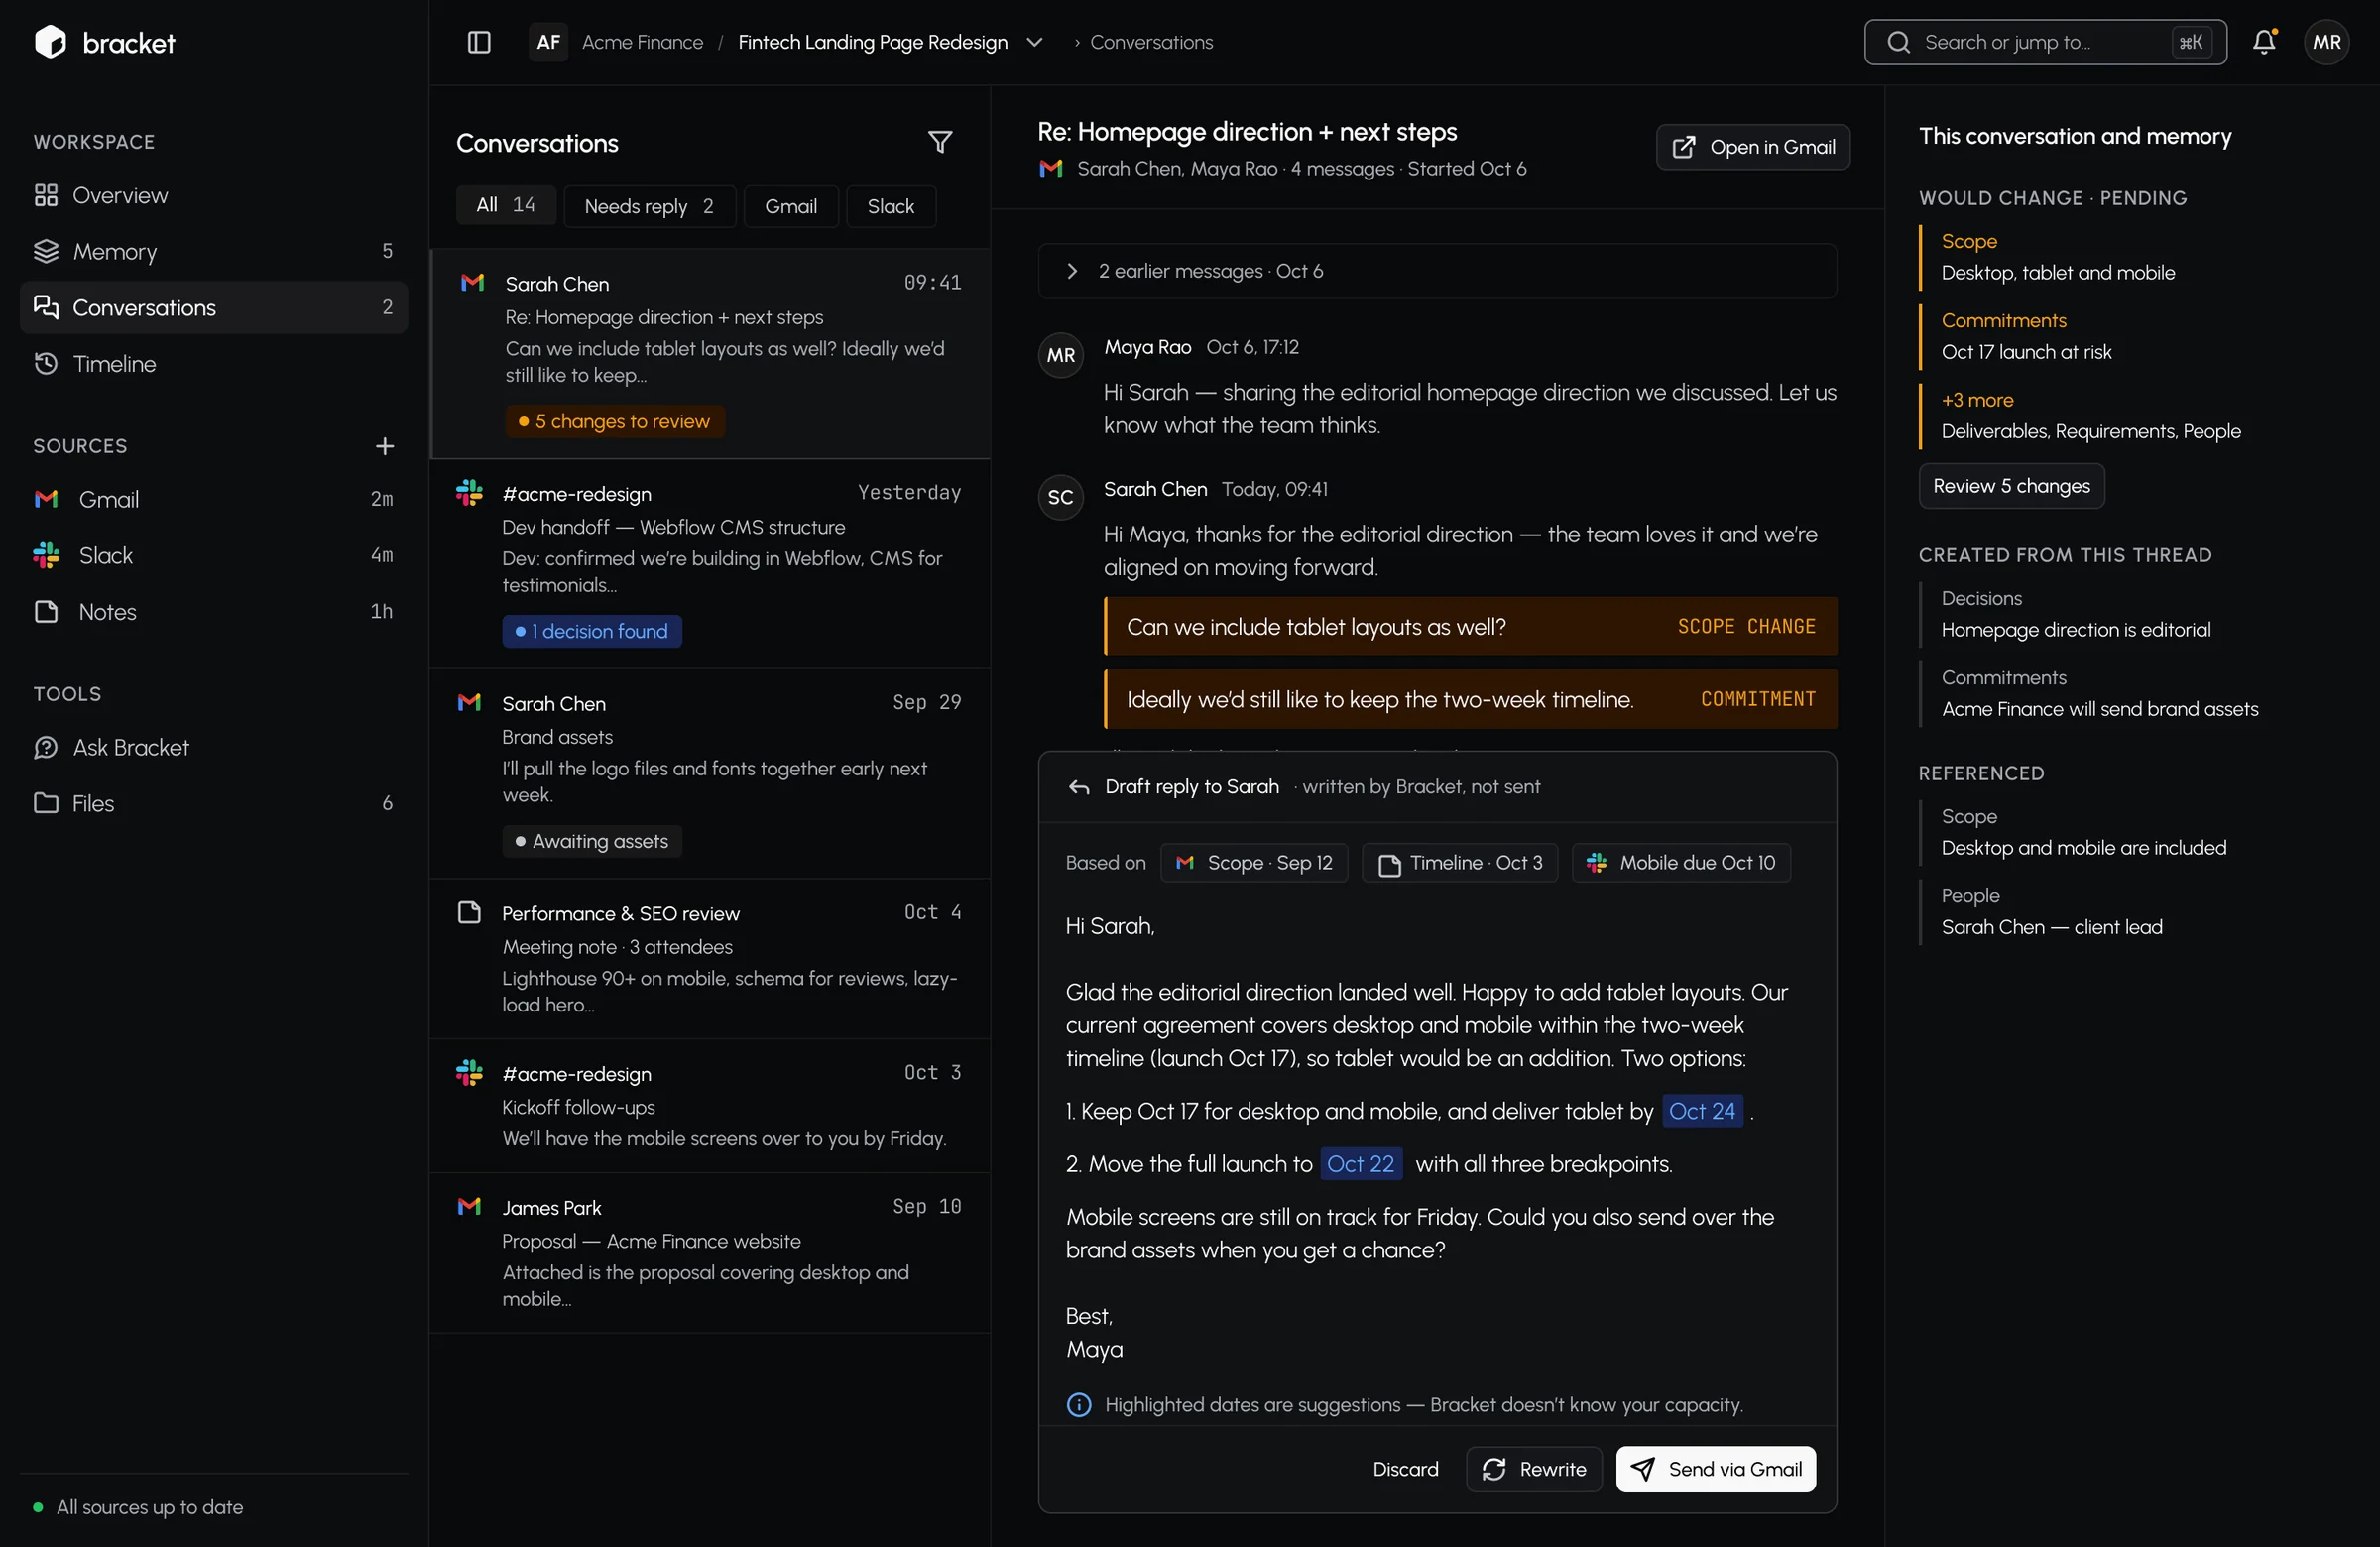 bracket
AF Acme Finance / Fintech Landing Page Redesign › Conversations
Search or jump to... ⌘K
MR
WORKSPACE
Overview
Memory 5
Conversations 2
Timeline
SOURCES
Gmail 2m
Slack 4m
Notes 1h
TOOLS
Ask Bracket
Files 6
All sources up to date
Conversations
All 14 Needs reply 2 Gmail Slack
Sarah Chen 09:41
Re: Homepage direction + next steps
Can we include tablet layouts as well? Ideally we’d
still like to keep...
5 changes to review
#acme-redesign Yesterday
Dev handoff — Webflow CMS structure
Dev: confirmed we’re building in Webflow, CMS for
testimonials...
1 decision found
Sarah Chen Sep 29
Brand assets
I’ll pull the logo files and fonts together early next
week.
Awaiting assets
Performance & SEO review Oct 4
Meeting note · 3 attendees
Lighthouse 90+ on mobile, schema for reviews, lazy-
load hero...
#acme-redesign Oct 3
Kickoff follow-ups
We’ll have the mobile screens over to you by Friday.
James Park Sep 10
Proposal — Acme Finance website
Attached is the proposal covering desktop and
mobile...
Re: Homepage direction + next steps
Sarah Chen, Maya Rao · 4 messages · Started Oct 6
Open in Gmail
2 earlier messages · Oct 6
MR Maya Rao Oct 6, 17:12
Hi Sarah — sharing the editorial homepage direction we discussed. Let us
know what the team thinks.
SC Sarah Chen Today, 09:41
Hi Maya, thanks for the editorial direction — the team loves it and we’re
aligned on moving forward.
Can we include tablet layouts as well? SCOPE CHANGE
Ideally we’d still like to keep the two-week timeline. COMMITMENT
Draft reply to Sarah · written by Bracket, not sent
Based on Scope · Sep 12 Timeline · Oct 3 Mobile due Oct 10
Hi Sarah,
Glad the editorial direction landed well. Happy to add tablet layouts. Our
current agreement covers desktop and mobile within the two-week
timeline (launch Oct 17), so tablet would be an addition. Two options:
1. Keep Oct 17 for desktop and mobile, and deliver tablet by Oct 24 .
2. Move the full launch to Oct 22 with all three breakpoints.
Mobile screens are still on track for Friday. Could you also send over the
brand assets when you get a chance?
Best,
Maya
Highlighted dates are suggestions — Bracket doesn’t know your capacity.
Discard Rewrite Send via Gmail
This conversation and memory
WOULD CHANGE · PENDING
Scope
Desktop, tablet and mobile
Commitments
Oct 17 launch at risk
+3 more
Deliverables, Requirements, People
Review 5 changes
CREATED FROM THIS THREAD
Decisions
Homepage direction is editorial
Commitments
Acme Finance will send brand assets
REFERENCED
Scope
Desktop and mobile are included
People
Sarah Chen — client lead